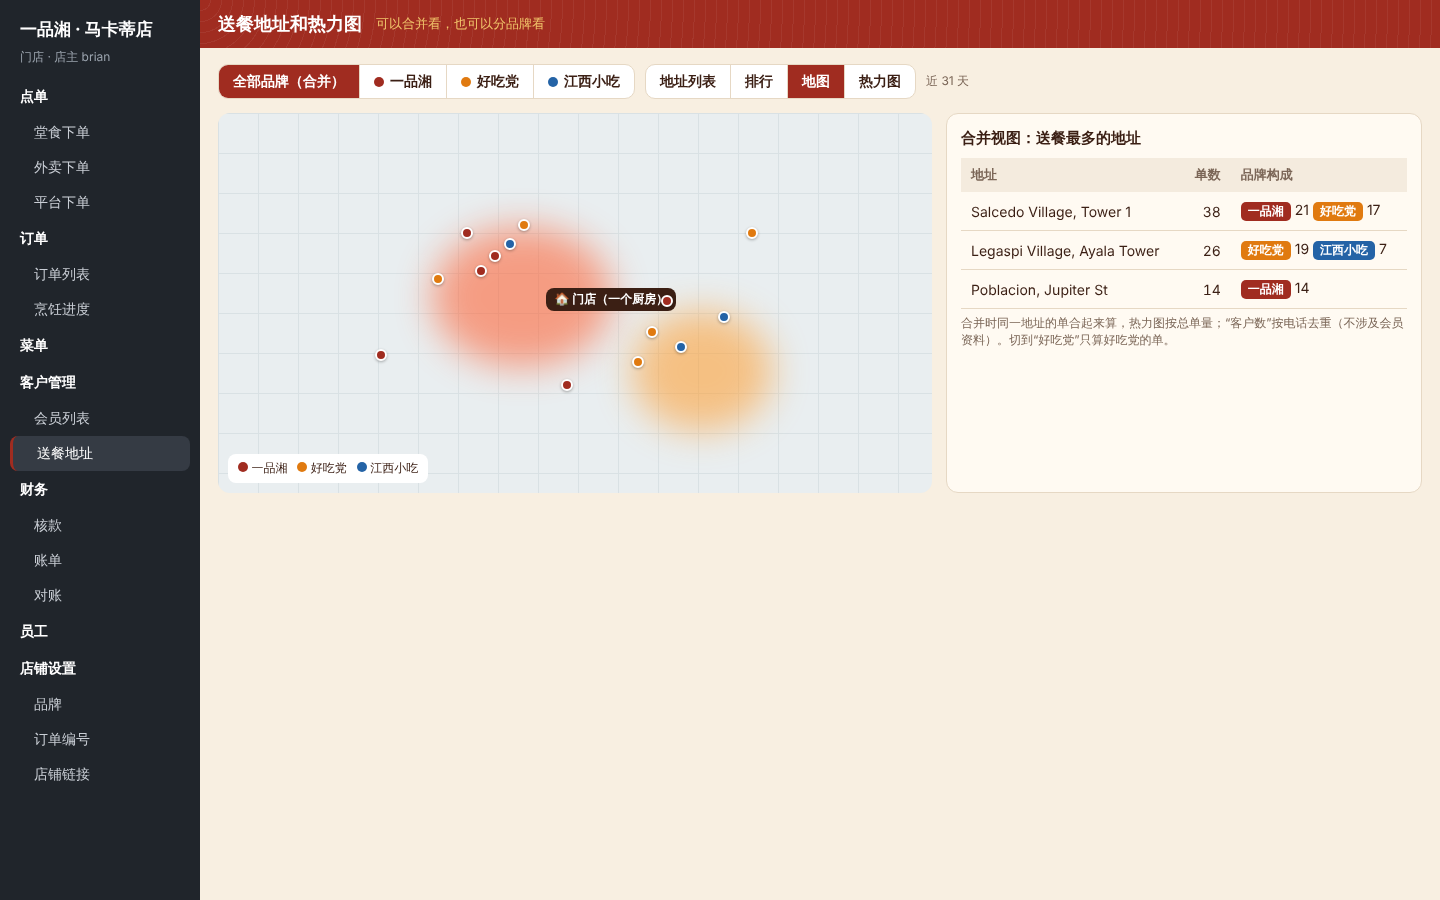 一品湘 · 马卡蒂店
门店 · 店主 brian
点单
堂食下单
外卖下单
平台下单
订单
订单列表
烹饪进度
菜单
客户管理
会员列表
送餐地址
财务
核款
账单
对账
员工
店铺设置
品牌
订单编号
店铺链接
送餐地址和热力图 可以合并看，也可以分品牌看
全部品牌（合并） 一品湘 好吃党 江西小吃 地址列表 排行 地图 热力图 近 31 天
门店（一个厨房）
一品湘 好吃党 江西小吃
合并视图：送餐最多的地址
地址 单数 品牌构成
Salcedo Village, Tower 1 38 一品湘 21 好吃党 17
Legaspi Village, Ayala Tower 26 好吃党 19 江西小吃 7
Poblacion, Jupiter St 14 一品湘 14
合并时同一地址的单合起来算，热力图按总单量；“客户数”按电话去重（不涉及会员
资料）。切到“好吃党”只算好吃党的单。